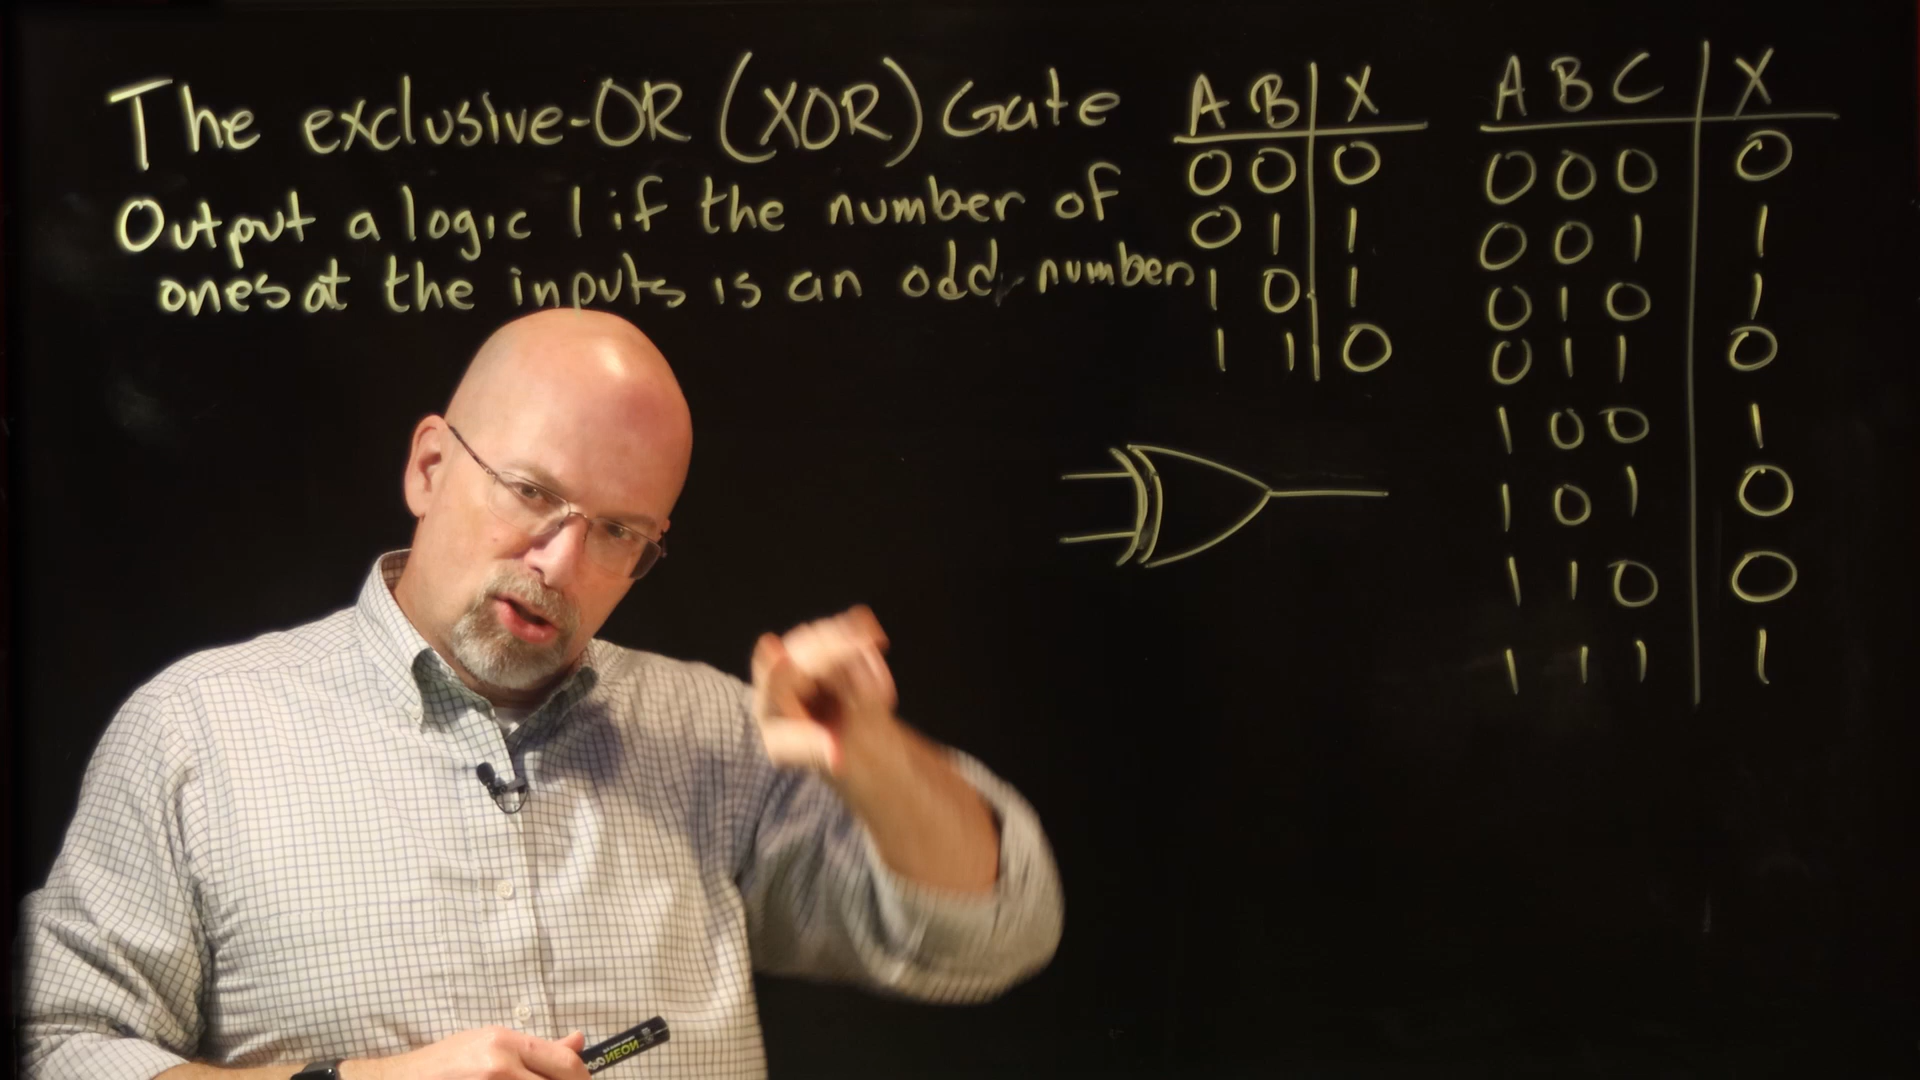 The exclusive-OR (XOR) Gate
Output a logic 1 if the number of
ones at the inputs is an odd number
A B X
0 0 0
0 1 1
1 0 1
1 1 0
A B C X
0 0 0 0
0 0 1 1
0 1 0 1
0 1 1 0
1 0 0 1
1 0 1 0
1 1 0 0
1 1 1 1
NEON